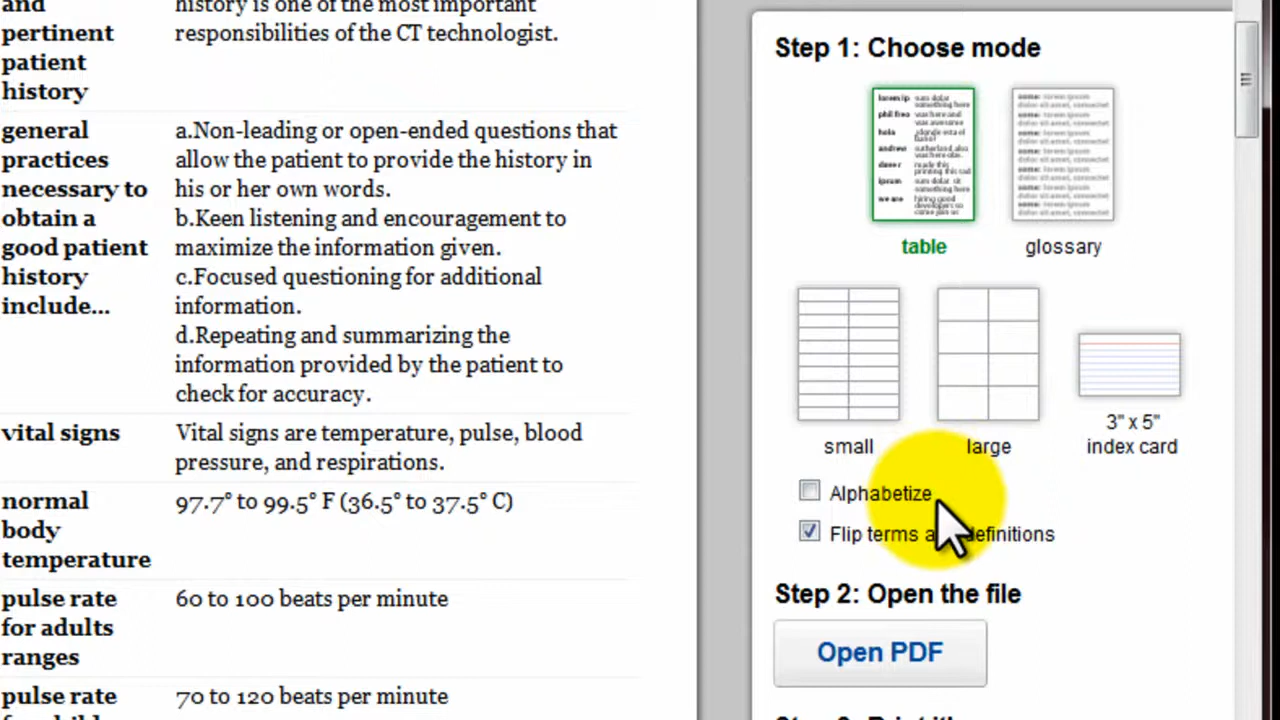 and
pertinent
patient
history
history is one of the most important
responsibilities of the CT technologist.
general
practices
necessary to
obtain a
good patient
history
include...
a.Non-leading or open-ended questions that
allow the patient to provide the history in
his or her own words.
b.Keen listening and encouragement to
maximize the information given.
c.Focused questioning for additional
information.
d.Repeating and summarizing the
information provided by the patient to
check for accuracy.
vital signs
Vital signs are temperature, pulse, blood
pressure, and respirations.
normal
body
temperature
97.7° to 99.5° F (36.5° to 37.5° C)
pulse rate
for adults
ranges
60 to 100 beats per minute
pulse rate
70 to 120 beats per minute
Step 1: Choose mode
table
glossary
small
large
3" x 5"
index card
Alphabetize
Flip terms definitions
Step 2: Open the file
Open PDF